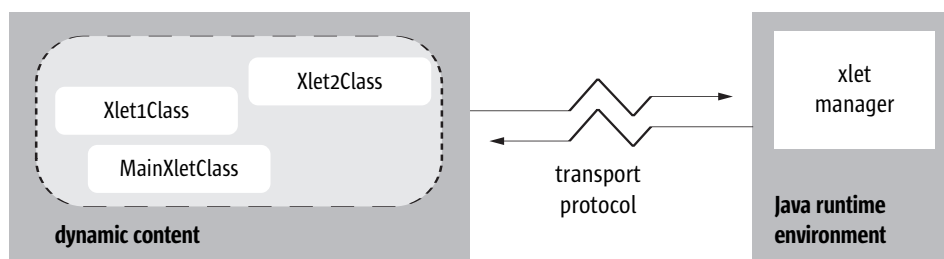 Xlet2Class
Xlet1Class
MainXletClass
dynamic content
transport
protocol
xlet
manager
Java runtime
environment